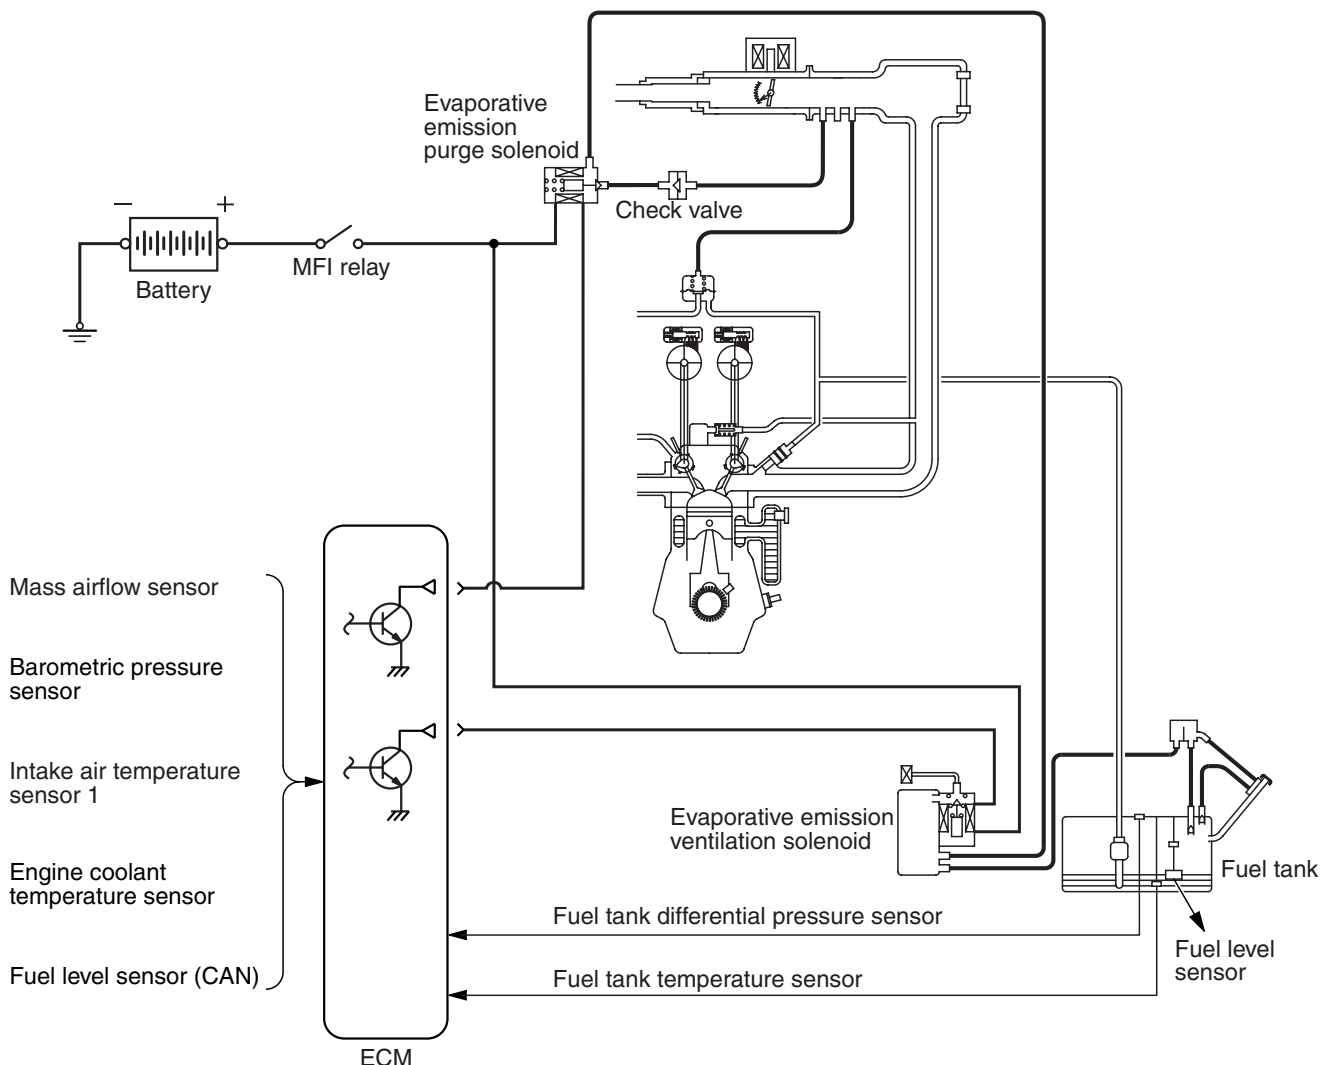 Evaporative
emission
purge solenoid
Check valve
− +
MFI relay
Battery
Mass airflow sensor
Barometric pressure
sensor
Intake air temperature
sensor 1
Engine coolant
temperature sensor
Fuel level sensor (CAN)
Evaporative emission
ventilation solenoid
Fuel tank
Fuel tank differential pressure sensor
Fuel level
sensor
Fuel tank temperature sensor
ECM